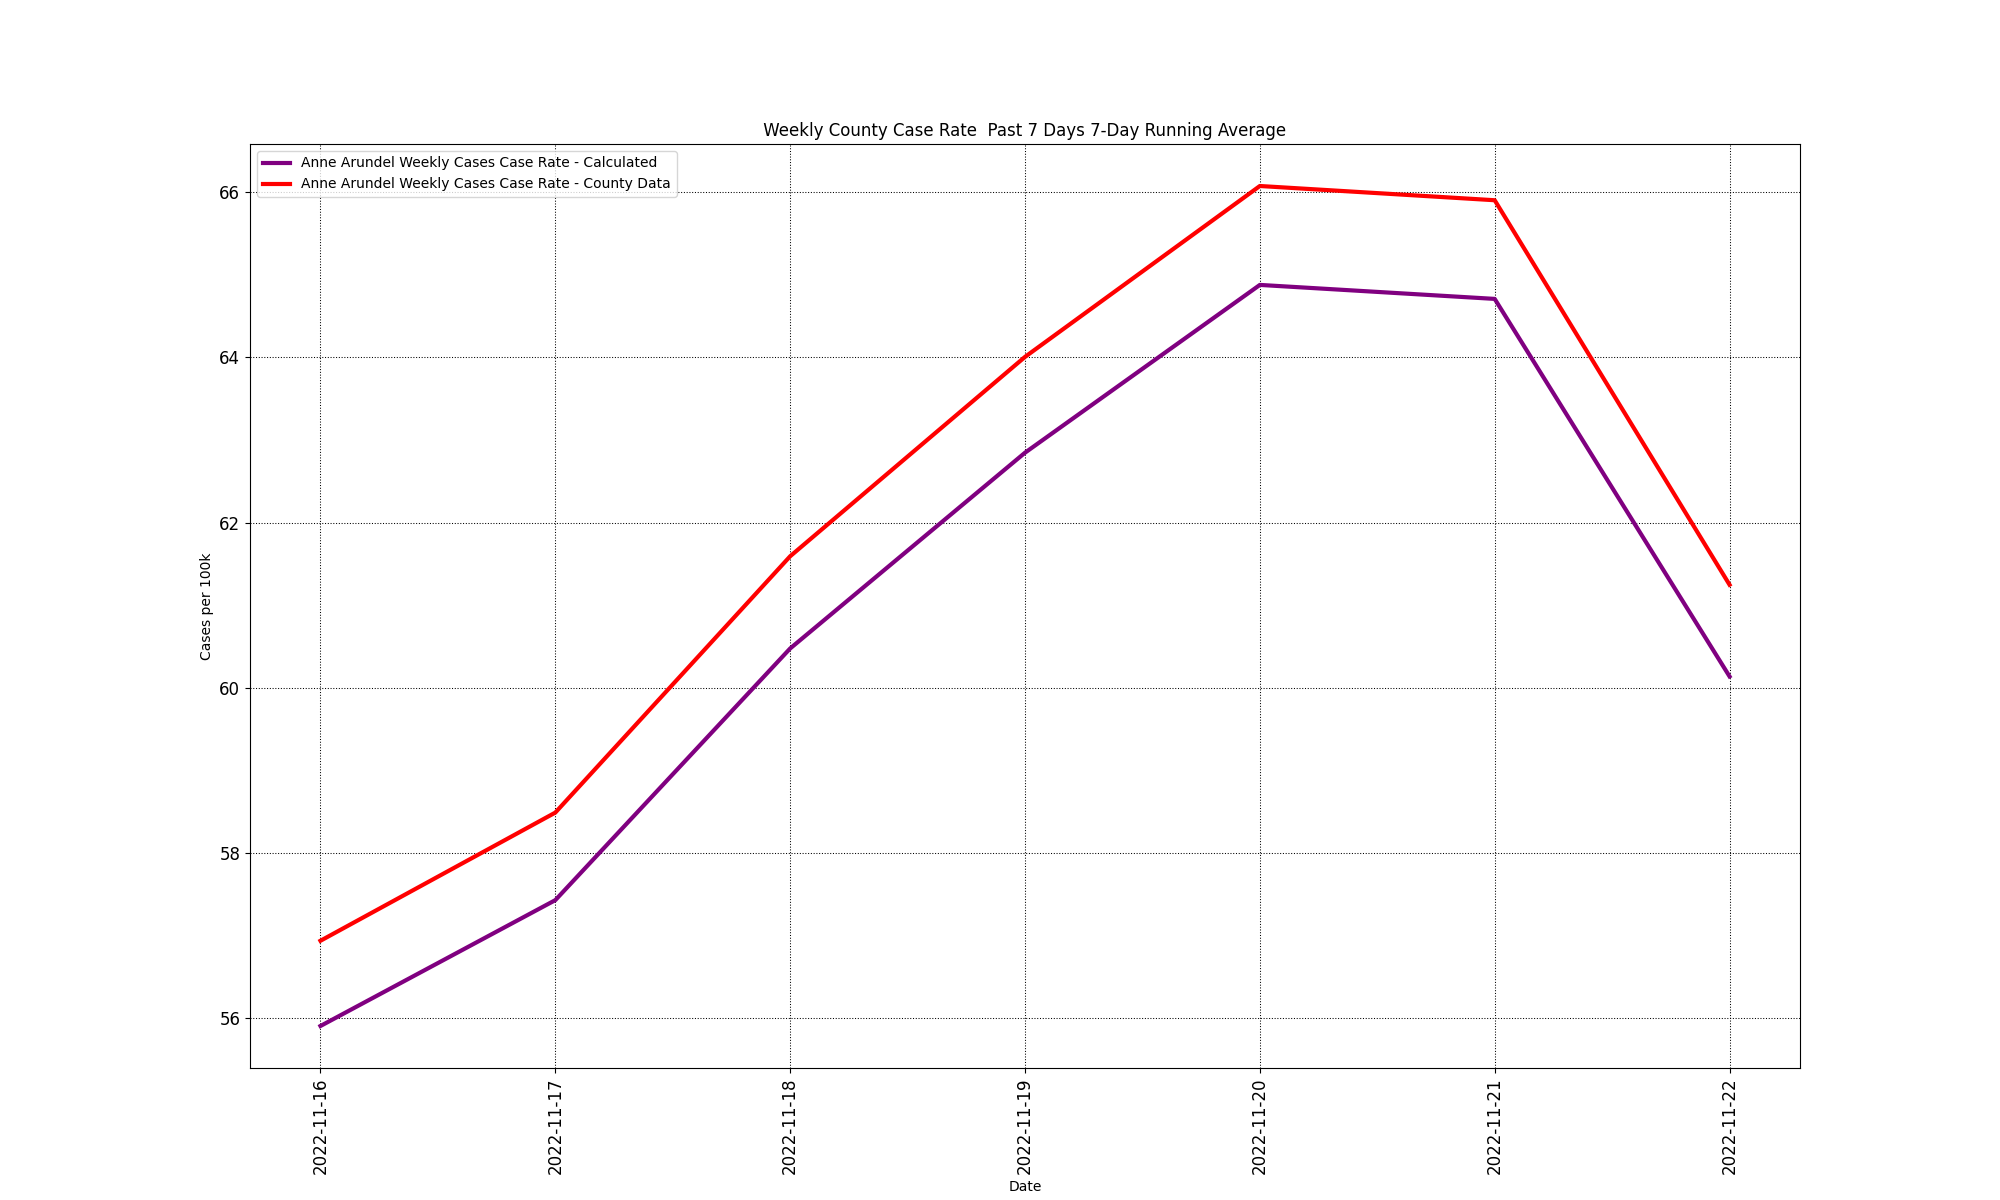 Weekly County Case Rate  Past 7 Days 7-Day Running Average
Anne Arundel Weekly Cases Case Rate - Calculated
Anne Arundel Weekly Cases Case Rate - County Data
66
64
62
60
58
56
Cases per 100k
2022-11-16
2022-11-17
2022-11-18
2022-11-19
2022-11-20
2022-11-21
2022-11-22
Date